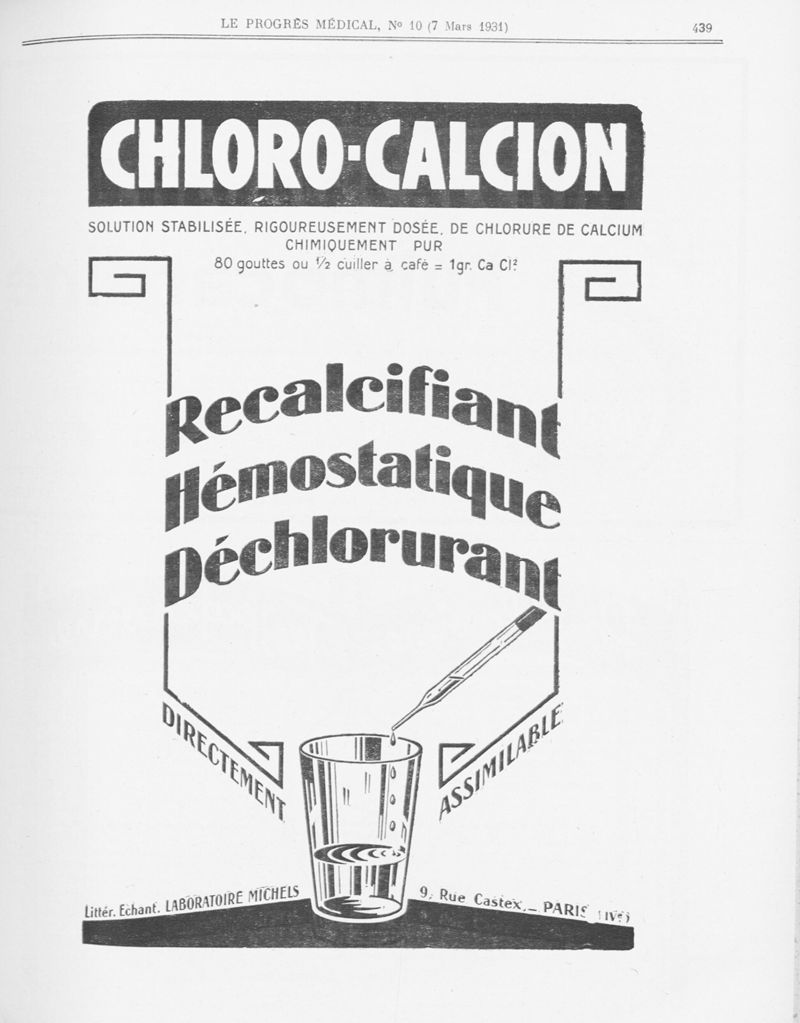 LE PROGRÈS MÉDICAL, No 10 (7 Mars 1931)
439
CHLORO-CALCION
SOLUTION STABILISÉE, RIGOUREUSEMENT DOSÉE, DE CHLORURE DE CALCIUM
CHIMIQUEMENT PUR
80 gouttes ou 1/2 cuiller à café = 1gr. Ca Cl²
Recalcifiant
Hémostatique
Déchlorurant
DIRECTEMENT
ASSIMILABLE
Littér. Echant. LABORATOIRE MICHELS
9, Rue Castex._ PARIS (IVe)